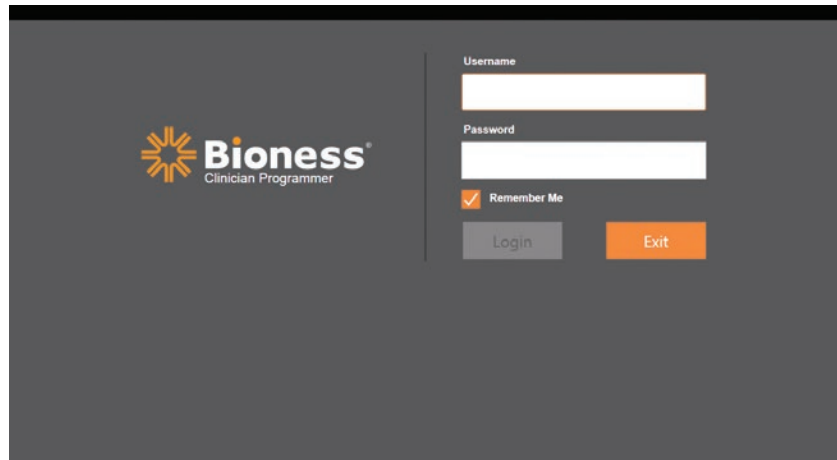 Bioness®
Clinician Programmer
Username
Password
Remember Me
Login
Exit